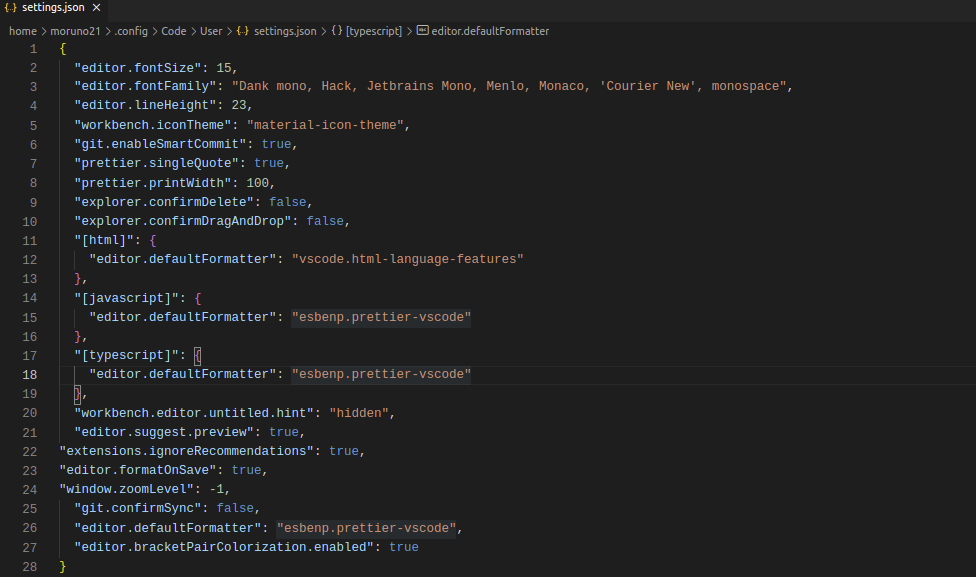 {..} settings.json ×
home > moruno21 > .config > Code > User > {..} settings.json > {} [typescript] > abc editor.defaultFormatter
1 {
2 "editor.fontSize": 15,
3 "editor.fontFamily": "Dank mono, Hack, Jetbrains Mono, Menlo, Monaco, 'Courier New', monospace",
4 "editor.lineHeight": 23,
5 "workbench.iconTheme": "material-icon-theme",
6 "git.enableSmartCommit": true,
7 "prettier.singleQuote": true,
8 "prettier.printWidth": 100,
9 "explorer.confirmDelete": false,
10 "explorer.confirmDragAndDrop": false,
11 "[html]": {
12 "editor.defaultFormatter": "vscode.html-language-features"
13 },
14 "[javascript]": {
15 "editor.defaultFormatter": "esbenp.prettier-vscode"
16 },
17 "[typescript]": {
18 "editor.defaultFormatter": "esbenp.prettier-vscode"
19 },
20 "workbench.editor.untitled.hint": "hidden",
21 "editor.suggest.preview": true,
22 "extensions.ignoreRecommendations": true,
23 "editor.formatOnSave": true,
24 "window.zoomLevel": -1,
25 "git.confirmSync": false,
26 "editor.defaultFormatter": "esbenp.prettier-vscode",
27 "editor.bracketPairColorization.enabled": true
28 }